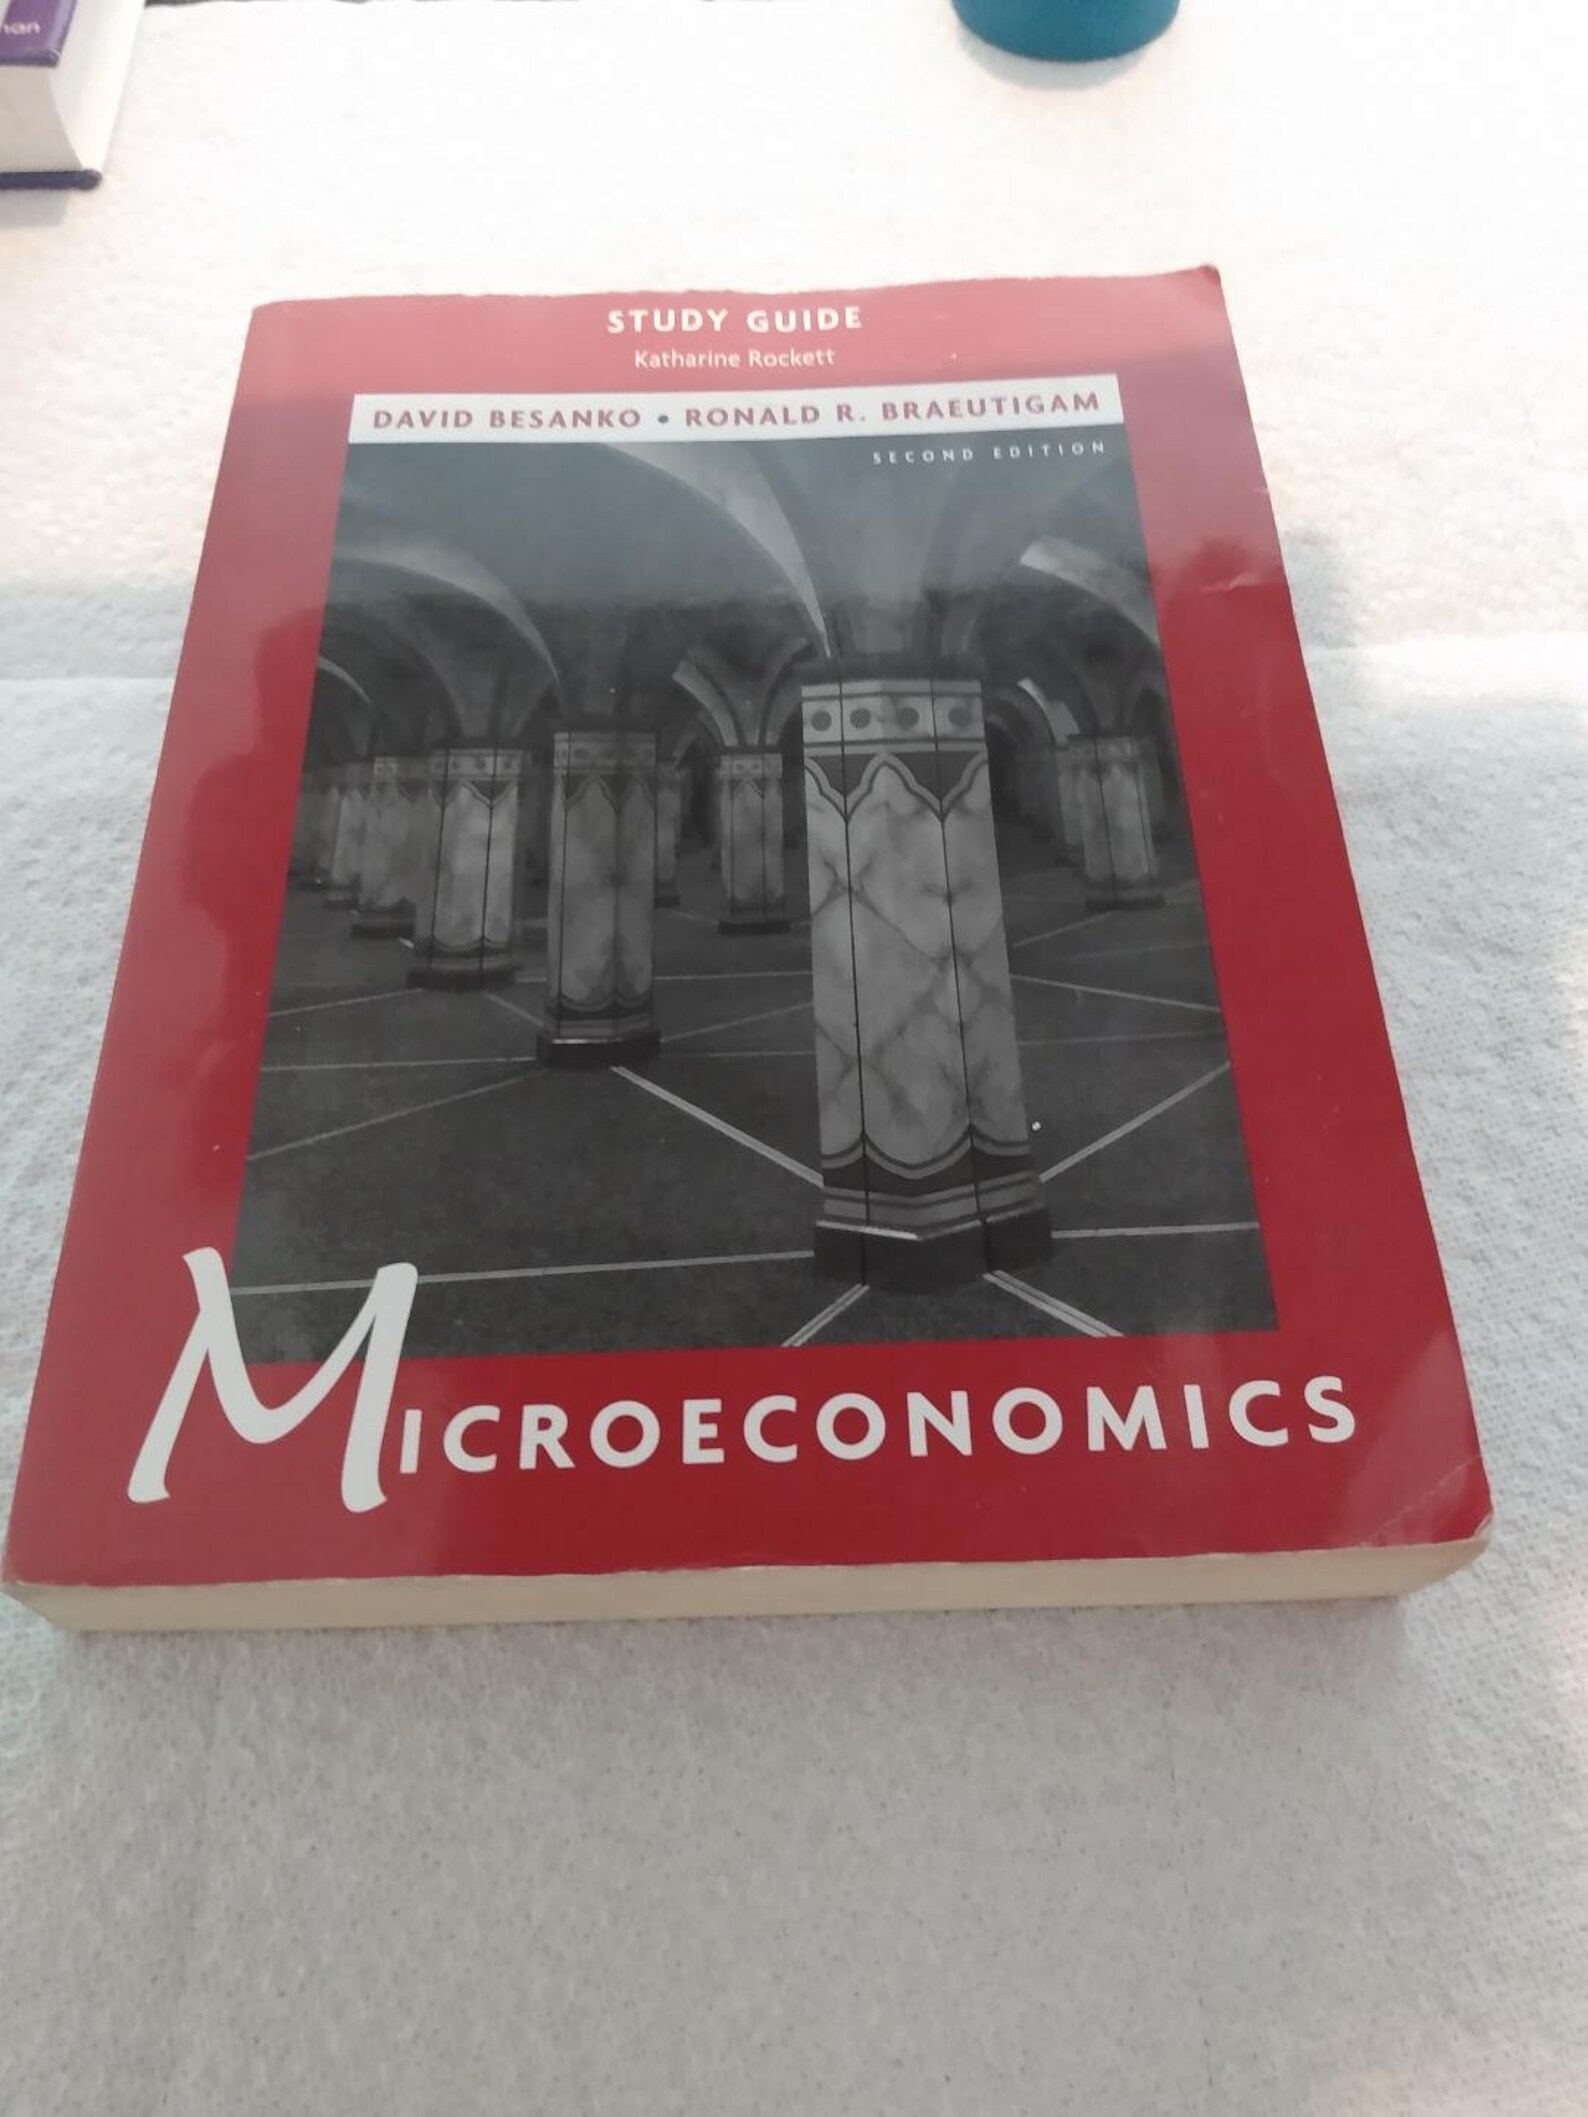 STUDY GUIDE
Katharine Rockett
DAVID BESANKO • RONALD R. BRAEUTIGAM
SECOND EDITION
MICROECONOMICS